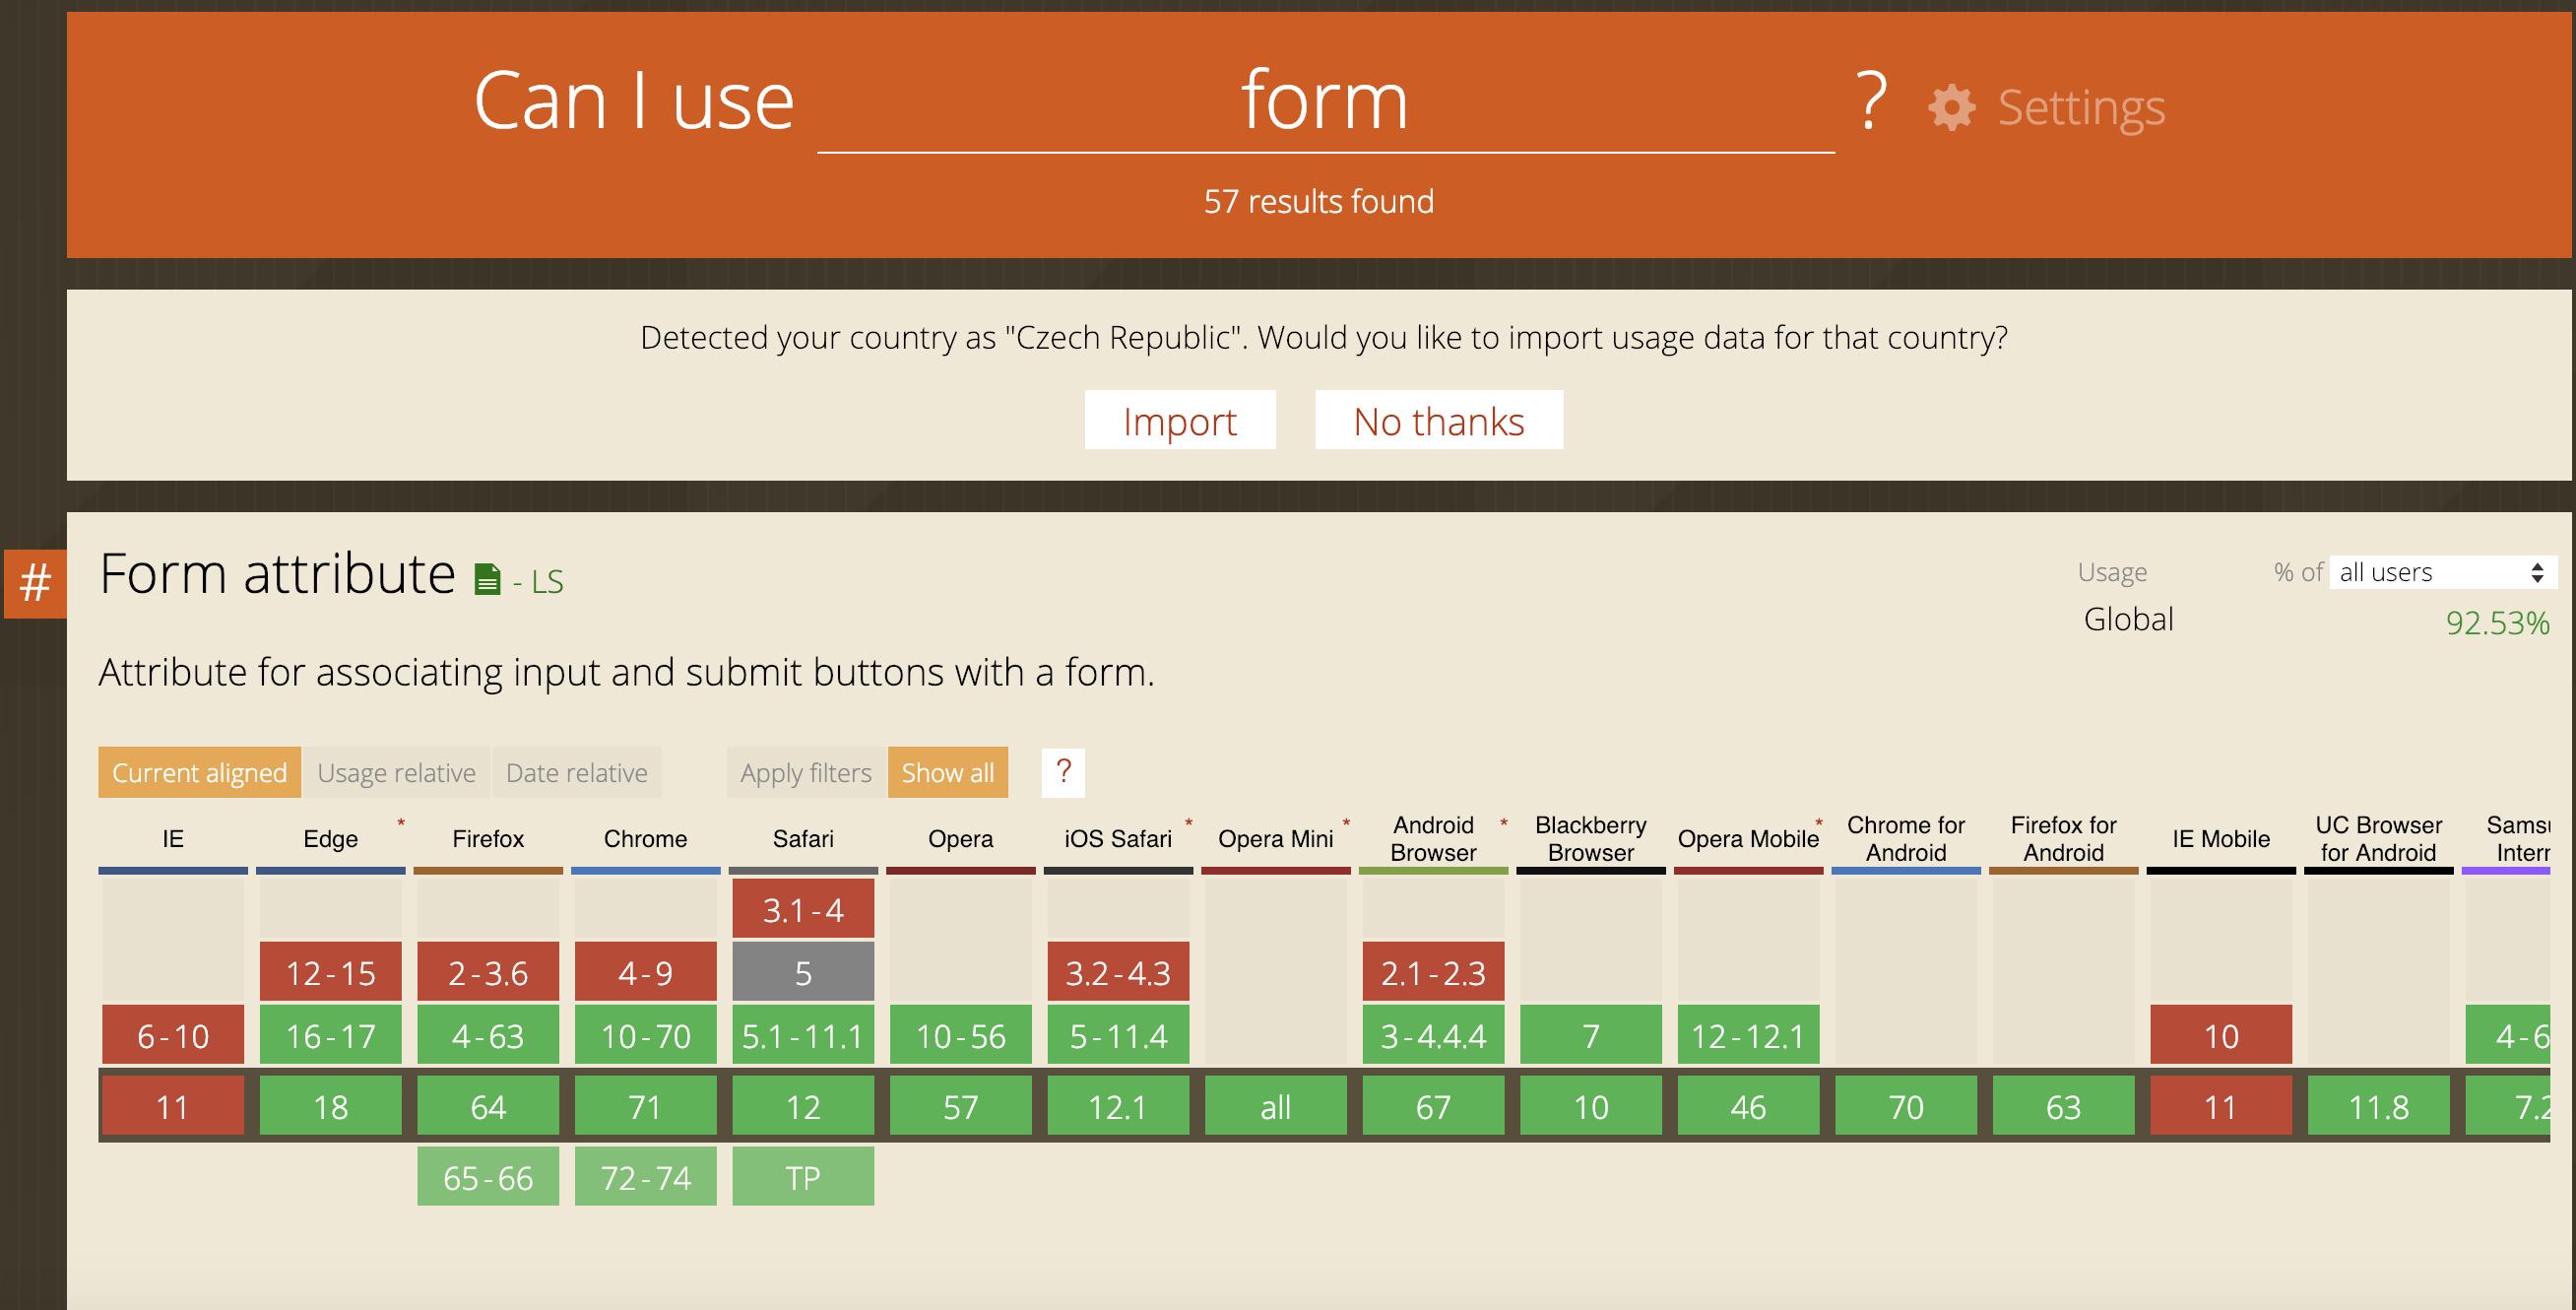 Can I use form ? Settings
57 results found
Detected your country as "Czech Republic". Would you like to import usage data for that country?
Import No thanks
# Form attribute - LS
Usage % of all users
Global 92.53%
Attribute for associating input and submit buttons with a form.
Current aligned Usage relative Date relative Apply filters Show all ?
IE Edge * Firefox Chrome Safari Opera iOS Safari * Opera Mini * Android Browser * Blackberry Browser Opera Mobile * Chrome for Android Firefox for Android IE Mobile UC Browser for Android
3.1-4
12-15 2-3.6 4-9 5 3.2-4.3 2.1-2.3
6-10 16-17 4-63 10-70 5.1-11.1 10-56 5-11.4 3-4.4.4 7 12-12.1 10 4-6
11 18 64 71 12 57 12.1 all 67 10 46 70 63 11 11.8 7.2
65-66 72-74 TP